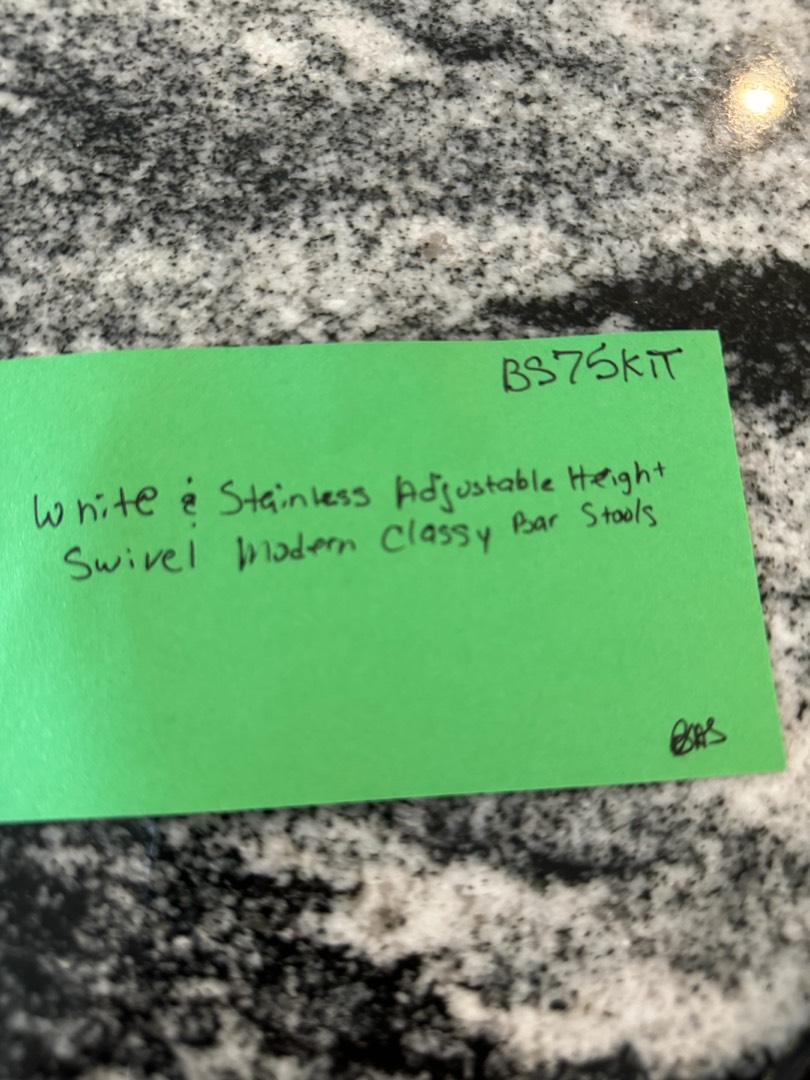 BS75KiT
White & Stainless Adjustable Height
Swivel Modern Classy Bar Stools